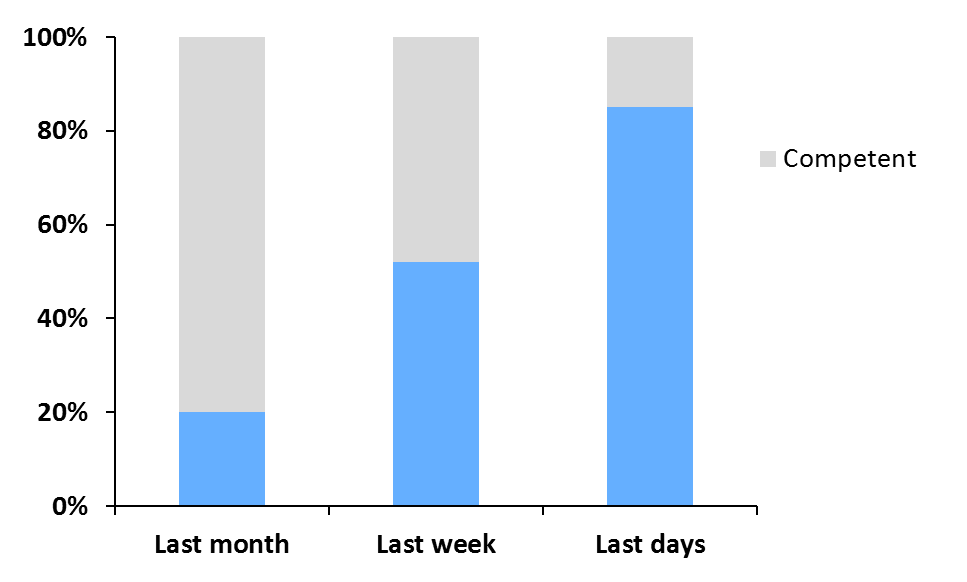 100%
80%
60%
40%
20%
0%
Last month
Last week
Last days
Competent